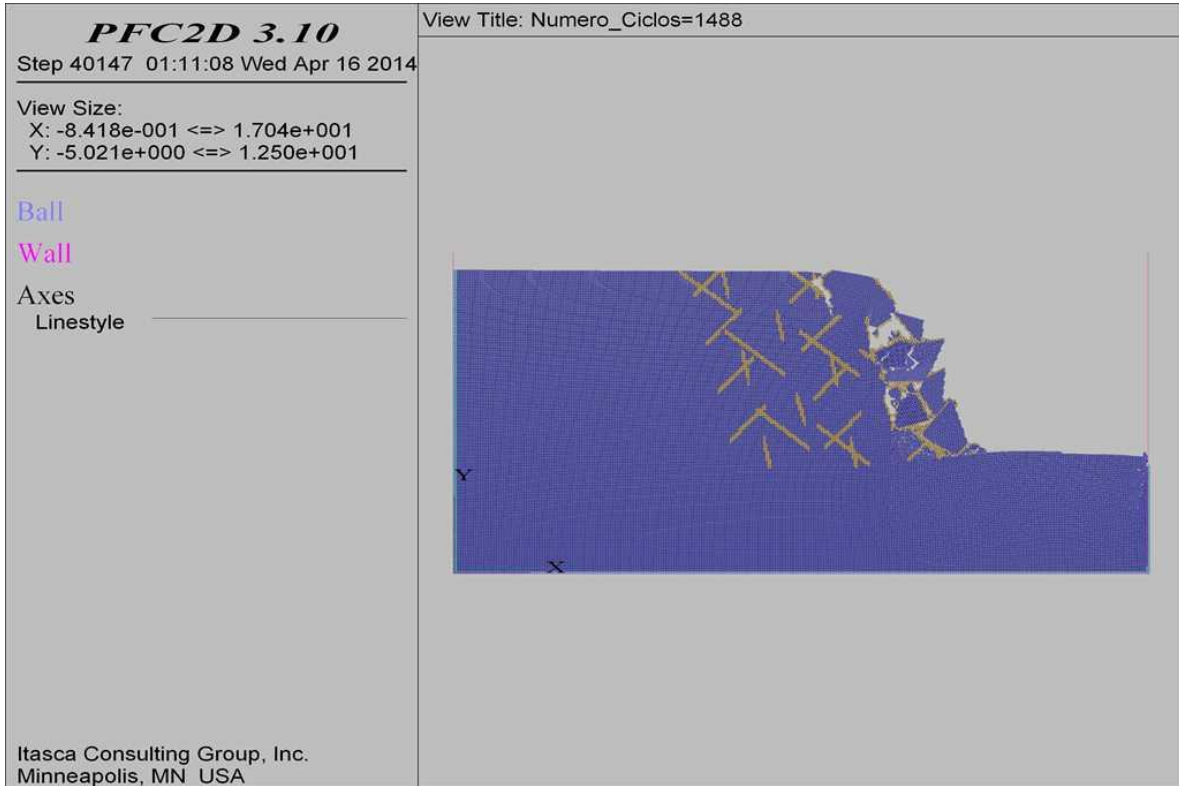 PFC2D 3.10
Step 40147  01:11:08 Wed Apr 16 2014
View Size:
X: -8.418e-001 <=> 1.704e+001
Y: -5.021e+000 <=> 1.250e+001
Ball
Wall
Axes
Linestyle
Itasca Consulting Group, Inc.
Minneapolis, MN  USA
View Title: Numero_Ciclos=1488
Y
X